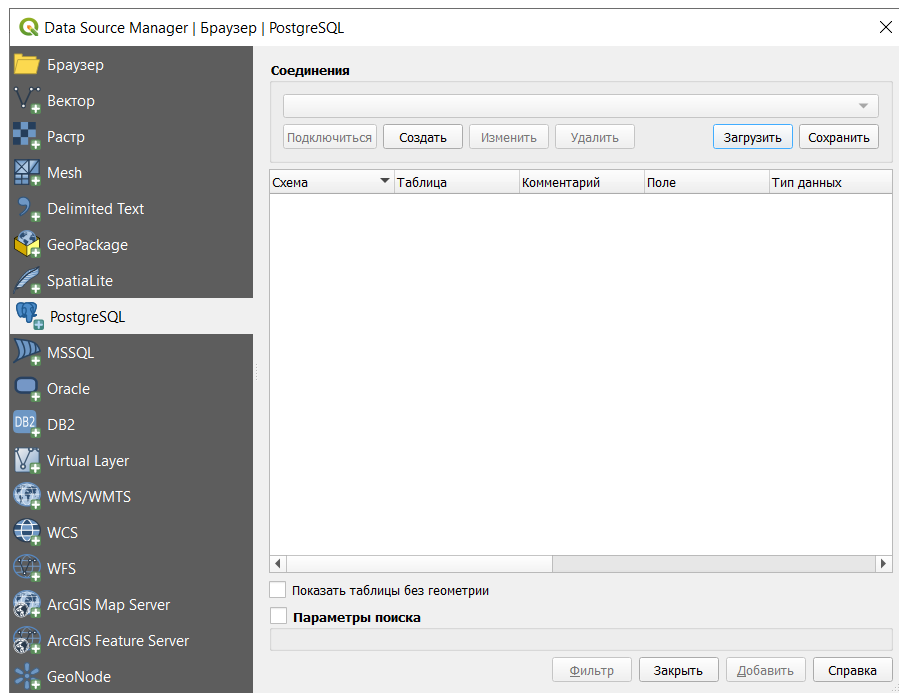 Data Source Manager | Браузер | PostgreSQL
Браузер
Вектор
Растр
Mesh
Delimited Text
GeoPackage
SpatiaLite
PostgreSQL
MSSQL
Oracle
DB2
DB2
Virtual Layer
WMS/WMTS
WCS
WFS
ArcGIS Map Server
ArcGIS Feature Server
GeoNode
Соединения
Подключиться Создать Изменить Удалить Загрузить Сохранить
Схема Таблица Комментарий Поле Тип данных
Показать таблицы без геометрии
Параметры поиска
Фильтр Закрыть Добавить Справка